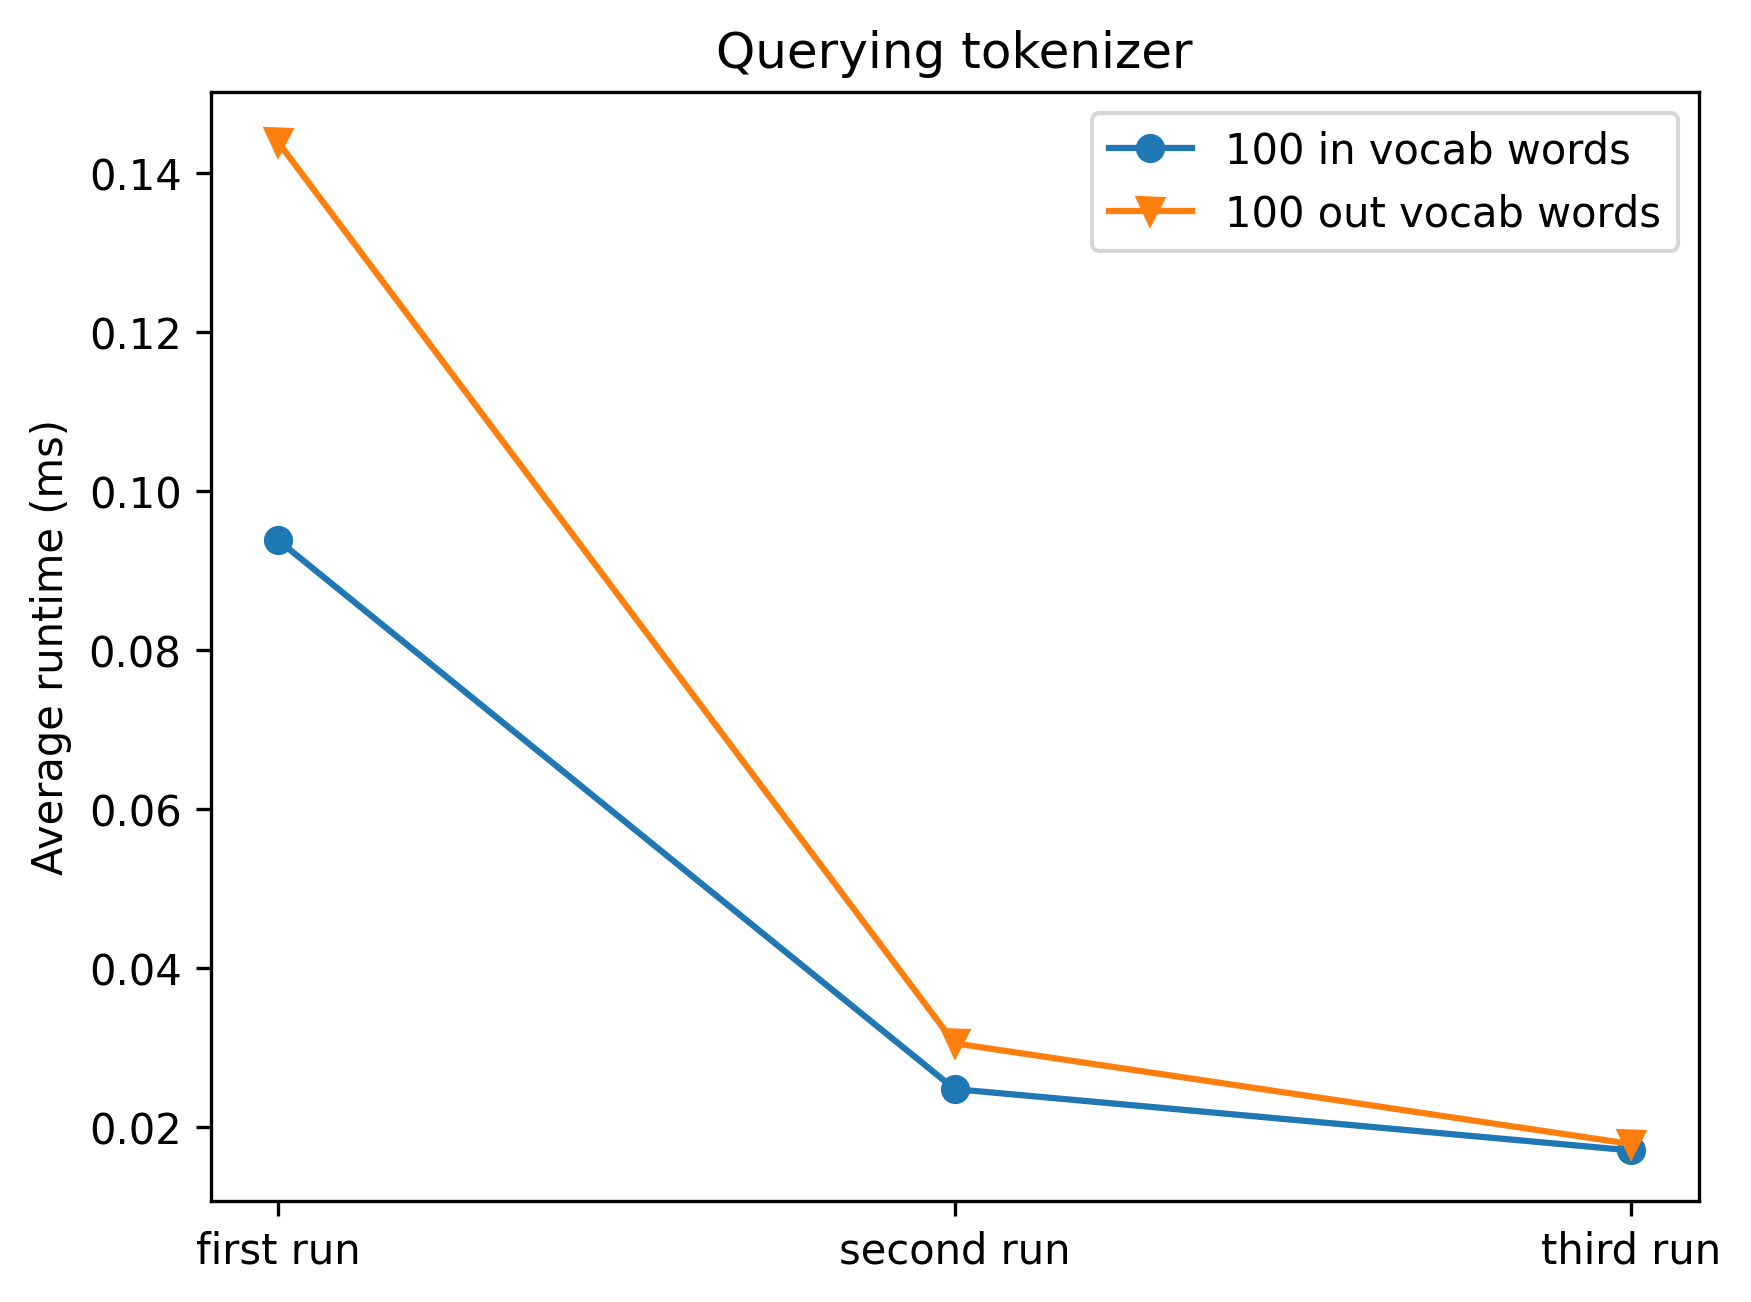 Querying tokenizer
100 in vocab words
100 out vocab words
Average runtime (ms)
0.14
0.12
0.10
0.08
0.06
0.04
0.02
first run
second run
third run